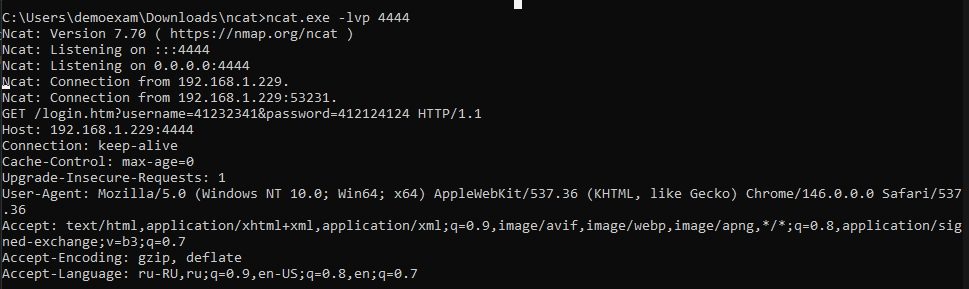 C:\Users\demoexam\Downloads\ncat>ncat.exe -lvp 4444
Ncat: Version 7.70 ( https://nmap.org/ncat )
Ncat: Listening on :::4444
Ncat: Listening on 0.0.0.0:4444
Ncat: Connection from 192.168.1.229.
Ncat: Connection from 192.168.1.229:53231.
GET /login.htm?username=41232341&password=412124124 HTTP/1.1
Host: 192.168.1.229:4444
Connection: keep-alive
Cache-Control: max-age=0
Upgrade-Insecure-Requests: 1
User-Agent: Mozilla/5.0 (Windows NT 10.0; Win64; x64) AppleWebKit/537.36 (KHTML, like Gecko) Chrome/146.0.0.0 Safari/537
.36
Accept: text/html,application/xhtml+xml,application/xml;q=0.9,image/avif,image/webp,image/apng,*/*;q=0.8,application/sig
ned-exchange;v=b3;q=0.7
Accept-Encoding: gzip, deflate
Accept-Language: ru-RU,ru;q=0.9,en-US;q=0.8,en;q=0.7